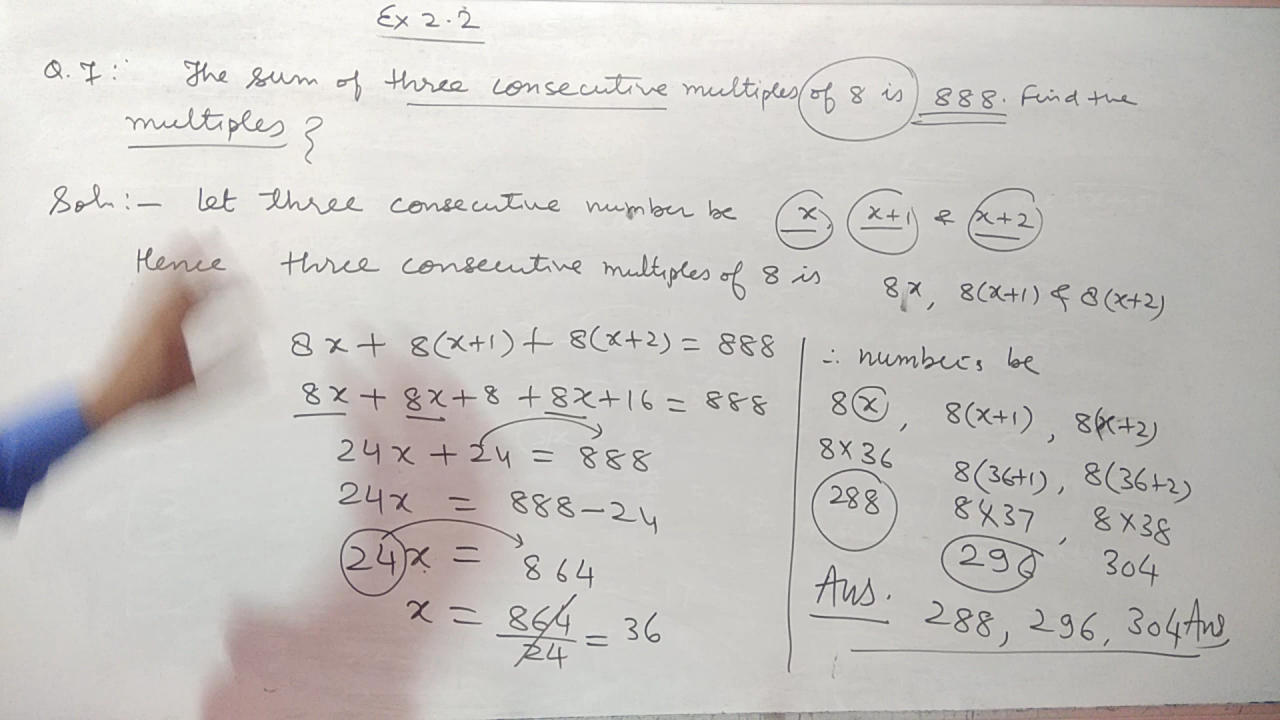 Ex 2.2
Q.7:- The sum of three consecutive multiples of 8 is 888. Find the
multiples }
Soln:- Let three consecutive number be x, x+1 & x+2
Hence three consecutive multiples of 8 is 8x, 8(x+1) & 8(x+2)
8x + 8(x+1) + 8(x+2) = 888
8x + 8x+8 + 8x+16 = 888
24x + 24 = 888
24x = 888-24
24x = 864
x = 864/24 = 36
∴ numbers be
8(x), 8(x+1), 8(x+2)
8×36 8(36+1), 8(36+2)
288 8×37, 8×38
296 304
Ans. 288, 296, 304 Ans